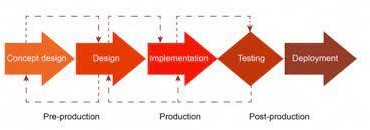 Concept design
Design
Implementation
Testing
Deployment
Pre-production
Production
Post-production